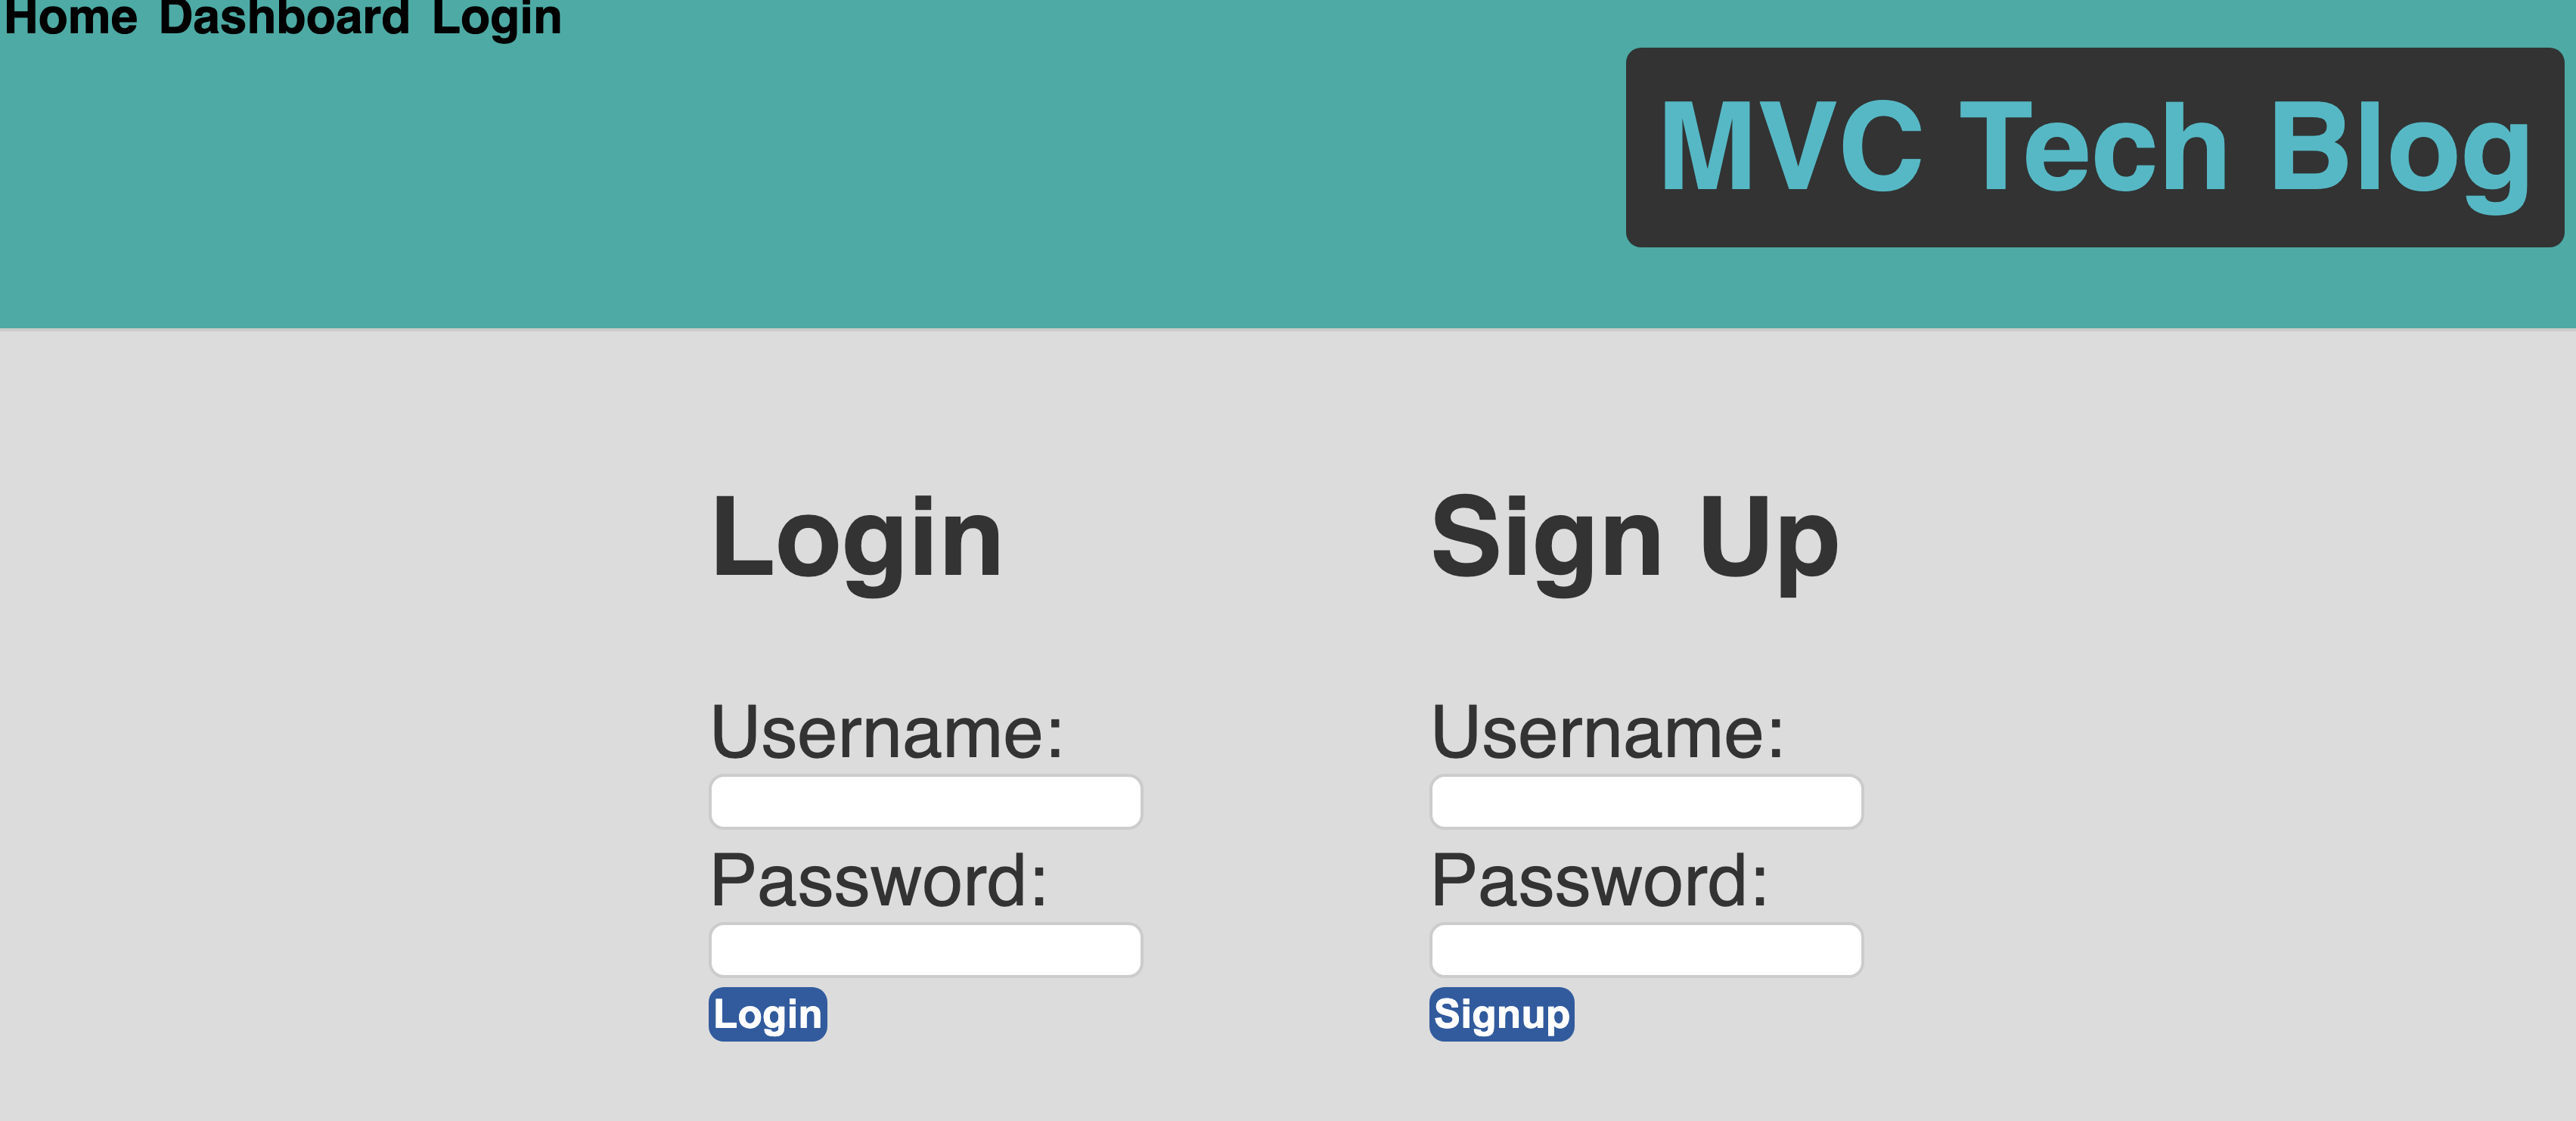 Home Dashboard Login
MVC Tech Blog
Login
Username:
Password:
Login
Sign Up
Username:
Password:
Signup